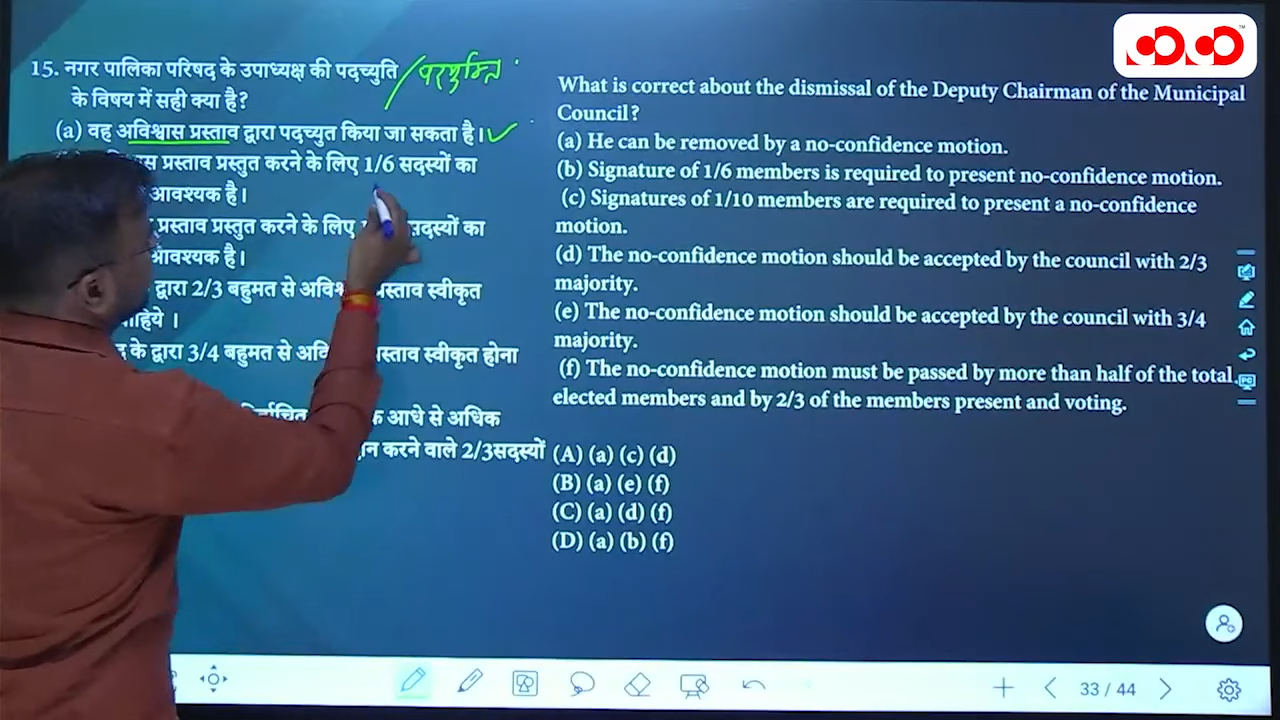 15. नगर पालिका परिषद के उपाध्यक्ष की पदच्युति / पदमुक्ति
के विषय में सही क्या है?
(a) वह अविश्वास प्रस्ताव द्वारा पदच्युत किया जा सकता है।
प्रस्ताव प्रस्तुत करने के लिए 1/6 सदस्यों का
आवश्यक है।
प्रस्ताव प्रस्तुत करने के लिए सदस्यों का
आवश्यक है।
द्वारा 2/3 बहुमत से स्वीकृत
के द्वारा 3/4 बहुमत से स्वीकृत होना
आधे से अधिक
करने वाले 2/3सदस्यों
What is correct about the dismissal of the Deputy Chairman of the Municipal
Council?
(a) He can be removed by a no-confidence motion.
(b) Signature of 1/6 members is required to present no-confidence motion.
(c) Signatures of 1/10 members are required to present a no-confidence
motion.
(d) The no-confidence motion should be accepted by the council with 2/3
majority.
(e) The no-confidence motion should be accepted by the council with 3/4
majority.
(f) The no-confidence motion must be passed by more than half of the total
elected members and by 2/3 of the members present and voting.
(A) (a) (c) (d)
(B) (a) (e) (f)
(C) (a) (d) (f)
(D) (a) (b) (f)
33 / 44